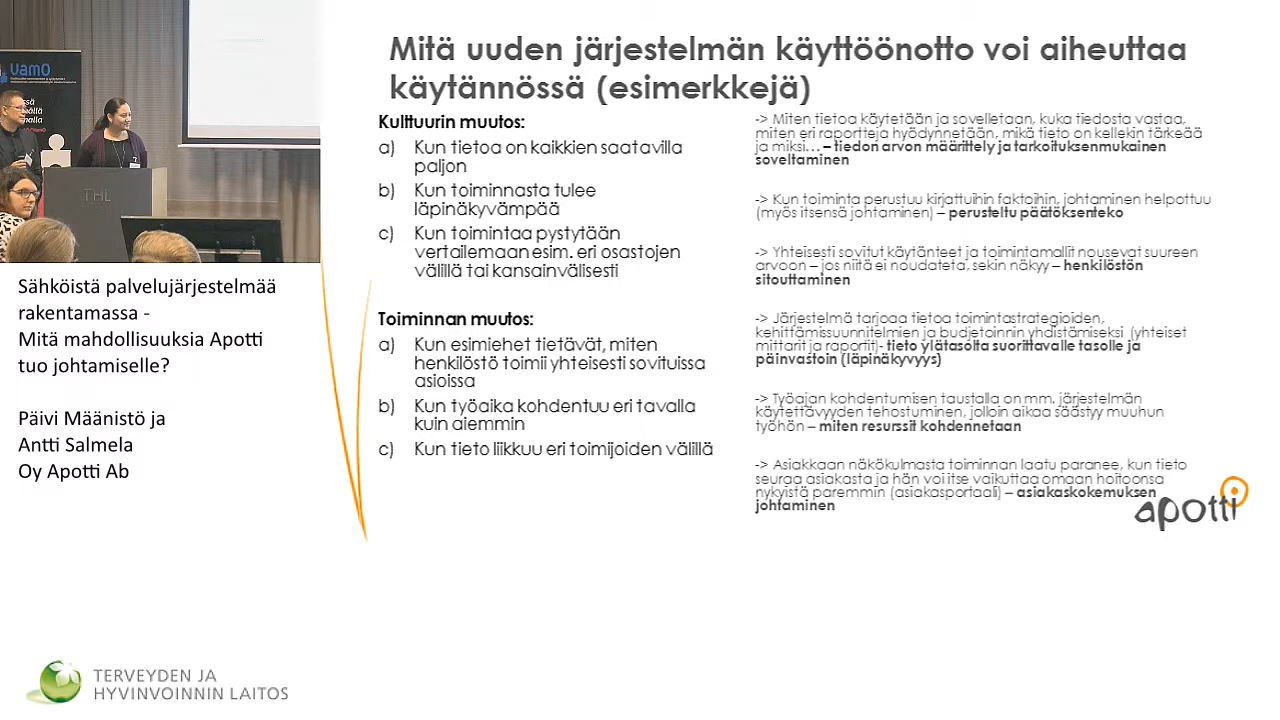 UamO
THL
Sähköistä palvelujärjestelmää
rakentamassa -
Mitä mahdollisuuksia Apotti
tuo johtamiselle?
Päivi Määnistö ja
Antti Salmela
Oy Apotti Ab
TERVEYDEN JA
HYVINVOINNIN LAITOS
Mitä uuden järjestelmän käyttöönotto voi aiheuttaa
käytännössä (esimerkkejä)
Kulttuurin muutos:
a) Kun tietoa on kaikkien saatavilla
paljon
b) Kun toiminnasta tulee
läpinäkyvämpää
c) Kun toimintaa pystytään
vertailemaan esim. eri osastojen
välillä tai kansainvälisesti
Toiminnan muutos:
a) Kun esimiehet tietävät, miten
henkilöstö toimii yhteisesti sovituissa
asioissa
b) Kun työaika kohdentuu eri tavalla
kuin aiemmin
c) Kun tieto liikkuu eri toimijoiden välillä
-> Miten tietoa käytetään ja sovelletaan, kuka tiedosta vastaa,
miten eri raportteja hyödynnetään, mikä tieto on kellekin tärkeää
ja miksi… – tiedon arvon määrittely ja tarkoituksenmukainen
soveltaminen
-> Kun toiminta perustuu kirjattuihin faktoihin, johtaminen helpottuu
(myös itsensä johtaminen) – perusteltu päätöksenteko
-> Yhteisesti sovitut käytänteet ja toimintamallit nousevat suureen
arvoon – jos niitä ei noudateta, sekin näkyy – henkilöstön
sitouttaminen
-> Järjestelmä tarjoaa tietoa toimintastrategioiden,
kehittämissuunnitelmien ja budjetoinnin yhdistämiseksi (yhteiset
mittarit ja raportit)- tieto ylätasolta suorittavalle tasolle ja
päinvastoin (läpinäkyvyys)
-> Työajan kohdentumisen taustalla on mm. järjestelmän
käytettävyyden tehostuminen, jolloin aikaa säästyy muuhun
työhön – miten resurssit kohdennetaan
-> Asiakkaan näkökulmasta toiminnan laatu paranee, kun tieto
seuraa asiakasta ja hän voi itse vaikuttaa omaan hoitoonsa
nykyistä paremmin (asiakasportaali) – asiakaskokemuksen
johtaminen
apotti